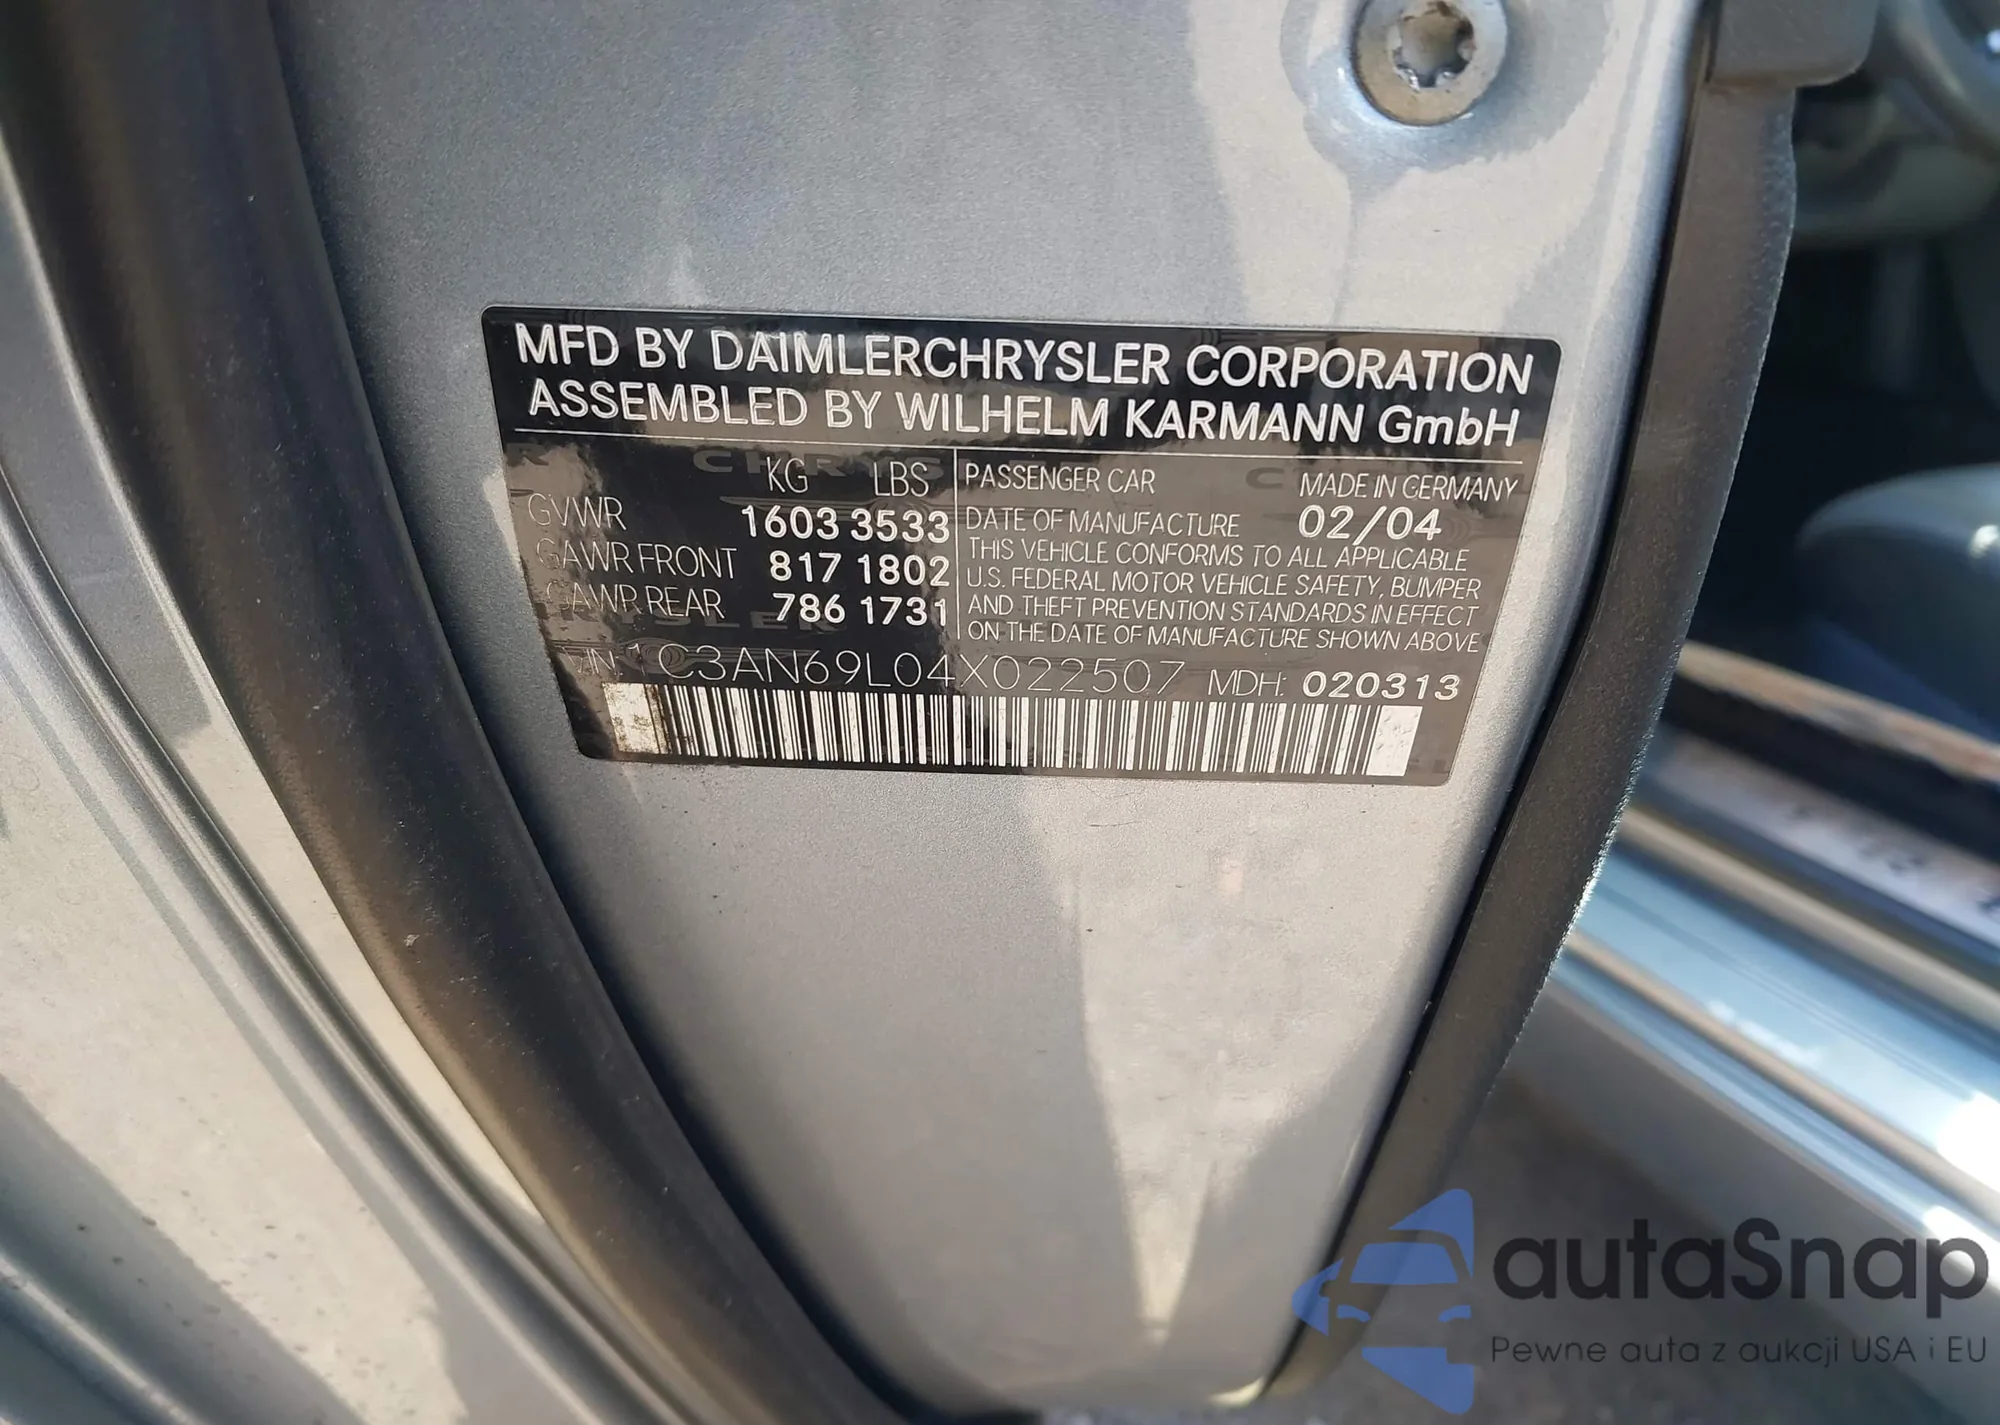 MFD BY DAIMLERCHRYSLER CORPORATION
ASSEMBLED BY WILHELM KARMANN GmbH
KG LBS
GVWR 1603 3533
GAWR FRONT 817 1802
GAWR REAR 786 1731
PASSENGER CAR MADE IN GERMANY
DATE OF MANUFACTURE 02/04
THIS VEHICLE CONFORMS TO ALL APPLICABLE
U.S. FEDERAL MOTOR VEHICLE SAFETY, BUMPER
AND THEFT PREVENTION STANDARDS IN EFFECT
ON THE DATE OF MANUFACTURE SHOWN ABOVE
VIN: 1C3AN69L04X022507 MDH: 020313
autaSnap
Pewne auta z aukcji USA i EU